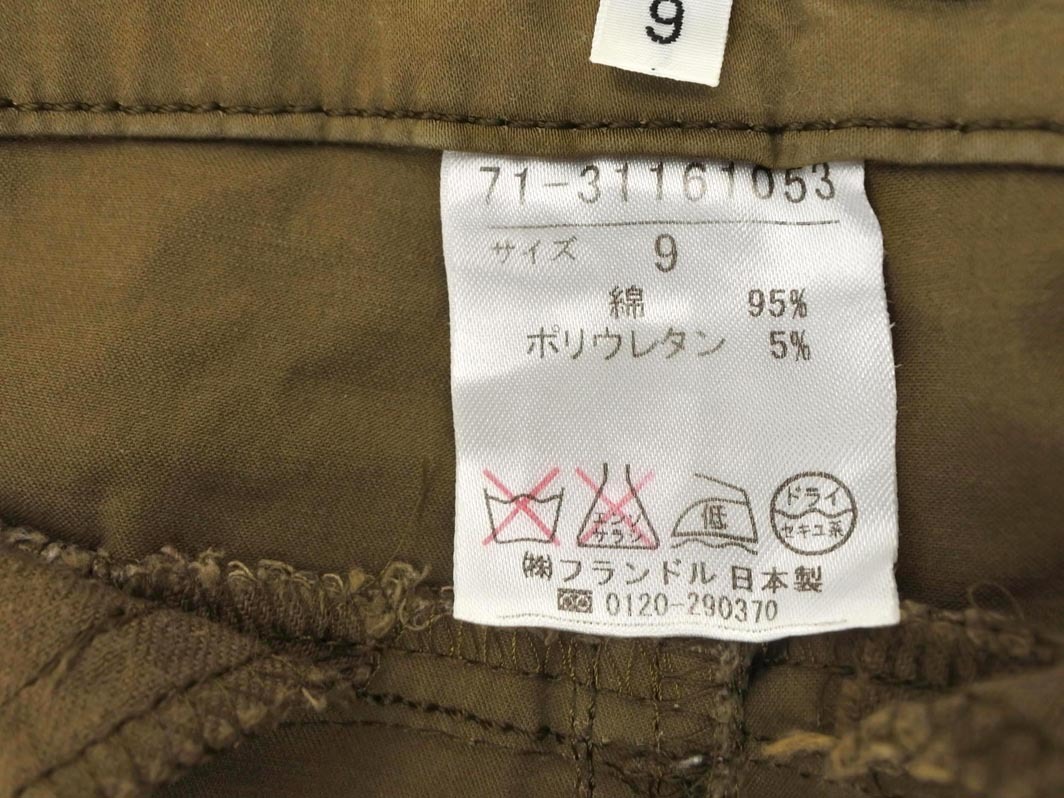 9
71-31161053
サイズ 9
綿 95%
ポリウレタン 5%
エンソ
サラシ
低
ドライ
セキユ系
㈱フランドル 日本製
0120-290370